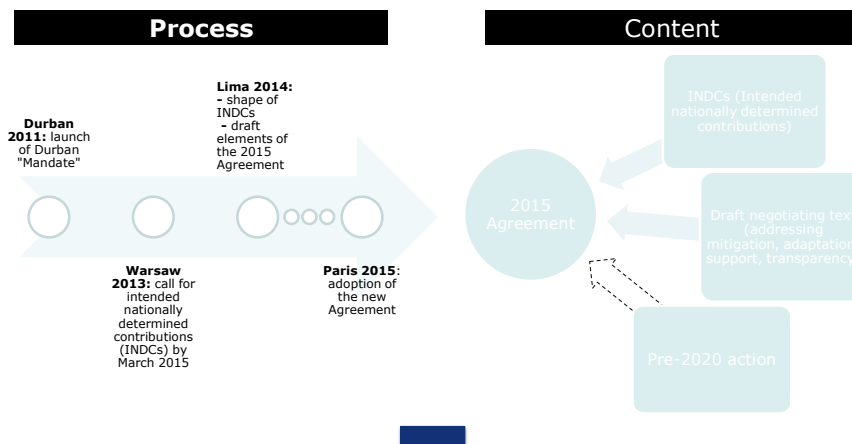 Process
Content
Durban
2011: launch
of Durban
"Mandate"
Lima 2014:
- shape of
INDCs
- draft
elements of
the 2015
Agreement
Warsaw
2013: call for
intended
nationally
determined
contributions
(INDCs) by
March 2015
Paris 2015:
adoption of
the new
Agreement
2015
Agreement
INDCs (Intended
nationally determined
contributions)
Draft negotiating text
(addressing
mitigation, adaptation
support, transparency
Pre-2020 action